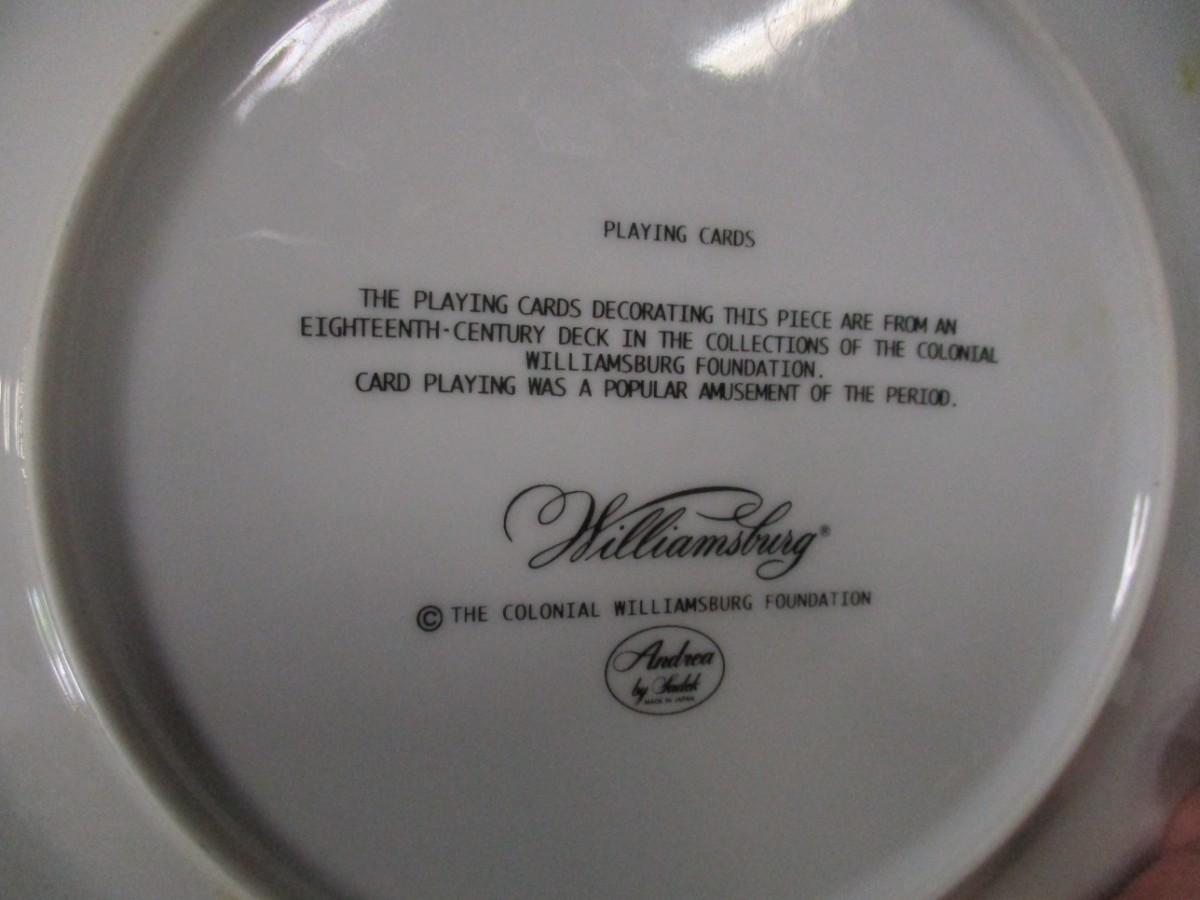 PLAYING CARDS
THE PLAYING CARDS DECORATING THIS PIECE ARE FROM AN
EIGHTEENTH-CENTURY DECK IN THE COLLECTIONS OF THE COLONIAL
WILLIAMSBURG FOUNDATION.
CARD PLAYING WAS A POPULAR AMUSEMENT OF THE PERIOD.
Williamsburg®
© THE COLONIAL WILLIAMSBURG FOUNDATION
Andrea
by Sadek
MADE IN JAPAN